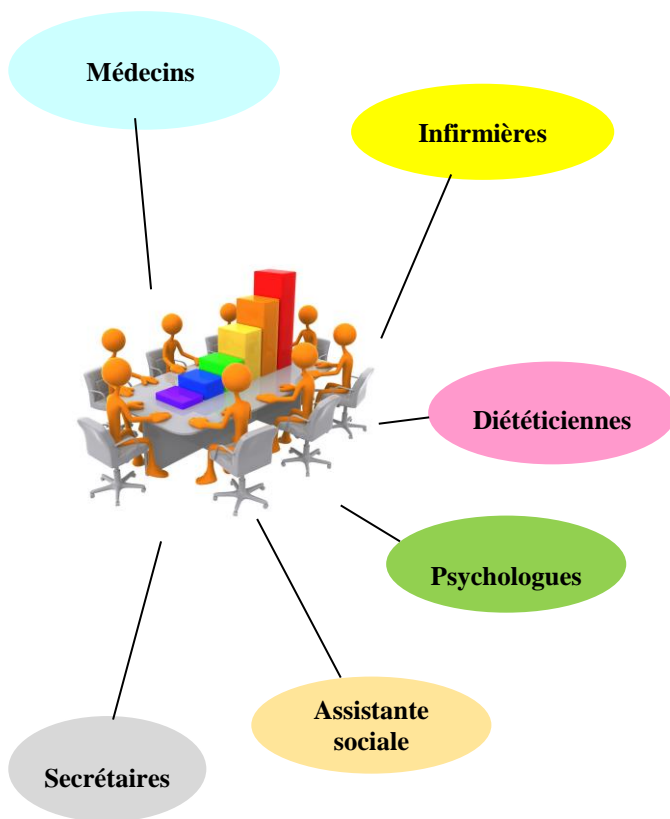 Médecins
Infirmières
Diététiciennes
Psychologues
Assistante
sociale
Secrétaires